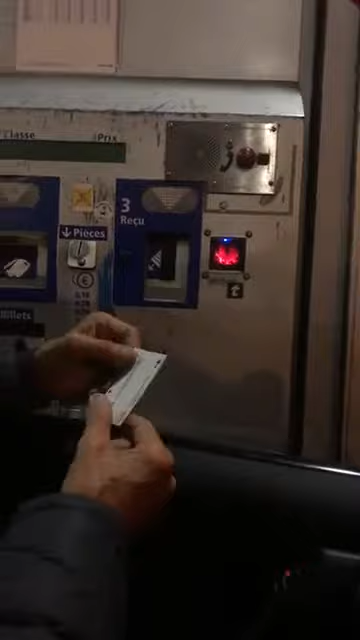 Classe
Prix
3
Reçu
Pièces
Billets
t